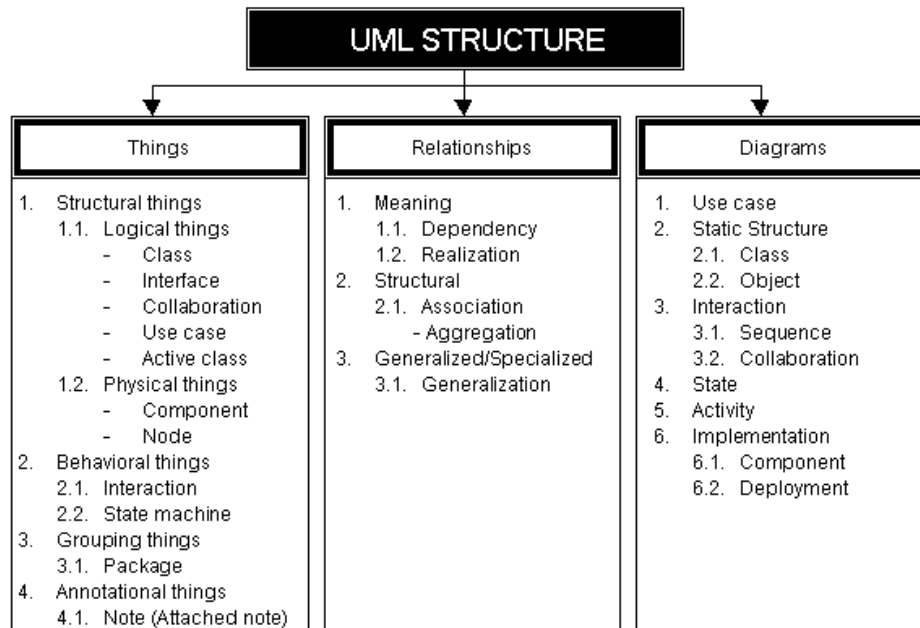 UML STRUCTURE
Things
1. Structural things
1.1. Logical things
- Class
- Interface
- Collaboration
- Use case
- Active class
1.2. Physical things
- Component
- Node
2. Behavioral things
2.1. Interaction
2.2. State machine
3. Grouping things
3.1. Package
4. Annotational things
4.1. Note (Attached note)
Relationships
1. Meaning
1.1. Dependency
1.2. Realization
2. Structural
2.1. Association
- Aggregation
3. Generalized/Specialized
3.1. Generalization
Diagrams
1. Use case
2. Static Structure
2.1. Class
2.2. Object
3. Interaction
3.1. Sequence
3.2. Collaboration
4. State
5. Activity
6. Implementation
6.1. Component
6.2. Deployment